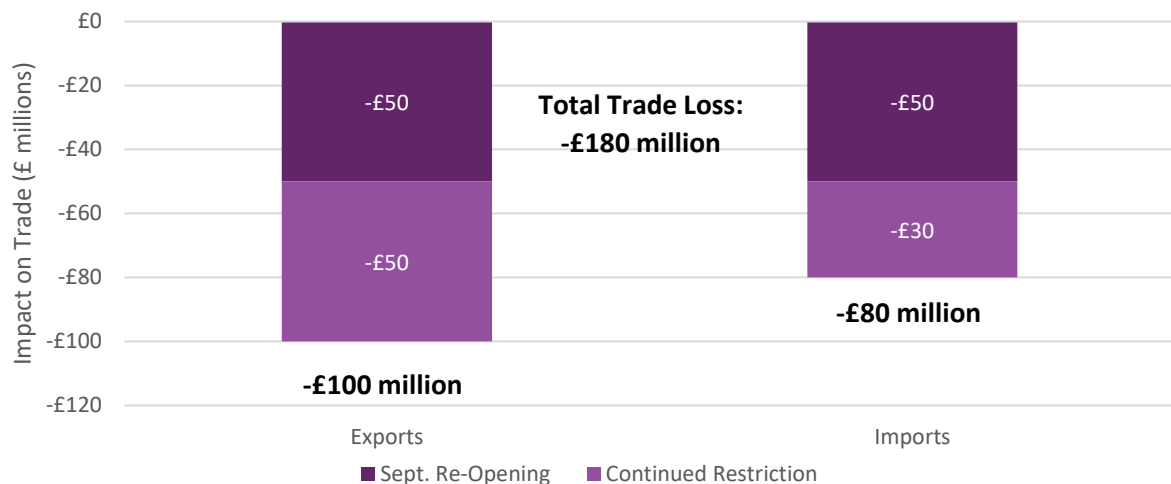 Impact on Trade (£ millions)
£0
-£20
-£40
-£60
-£80
-£100
-£120
-£50
-£50
Total Trade Loss:
-£180 million
-£50
-£30
-£100 million
-£80 million
Exports
Imports
Sept. Re-Opening
Continued Restriction